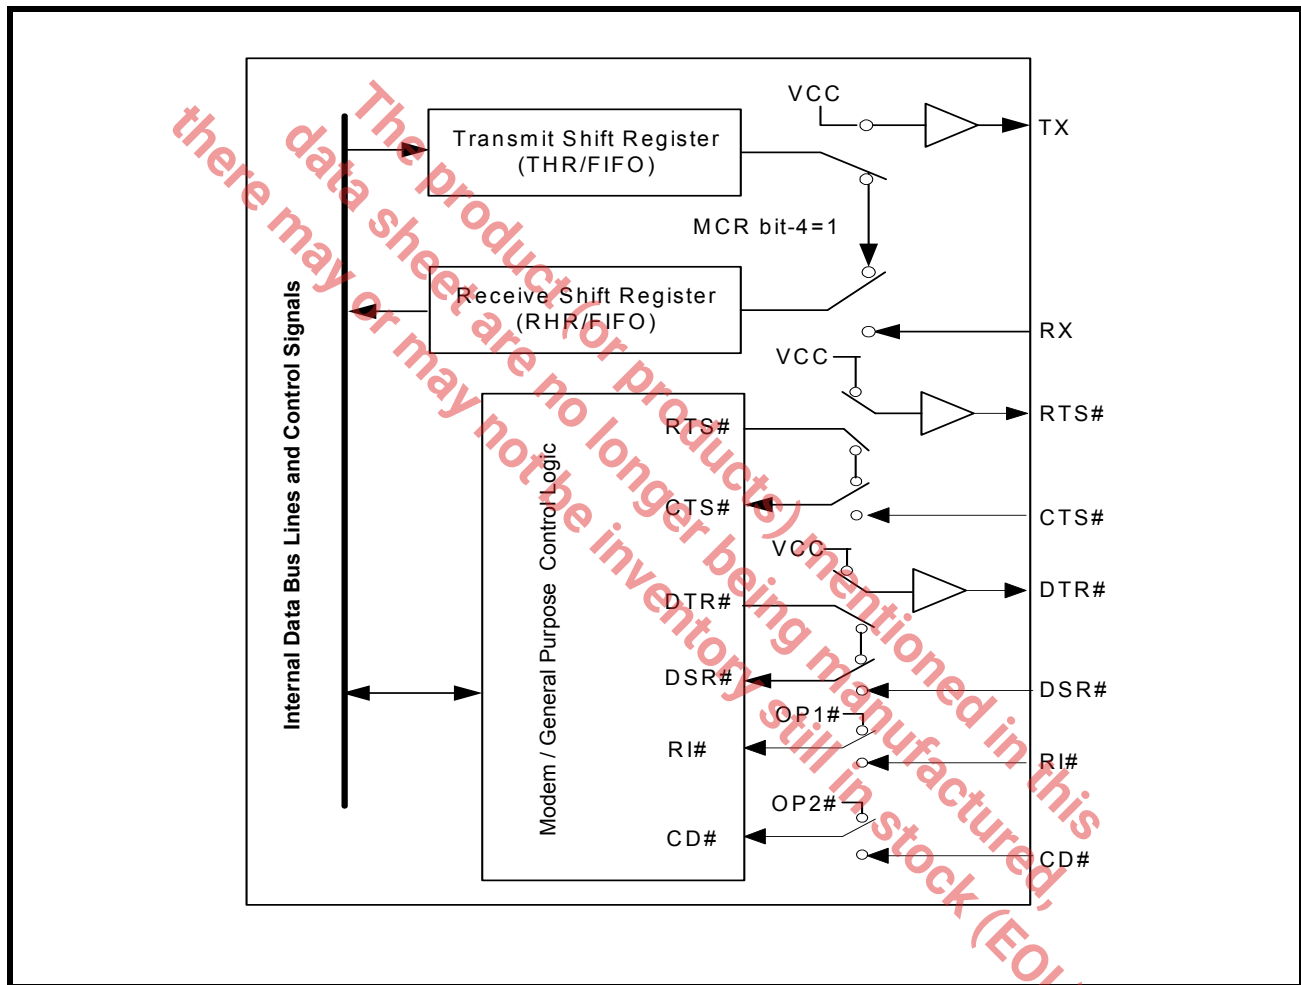 VCC
TX
Transmit Shift Register
(THR/FIFO)
MCR bit-4=1
Receive Shift Register
(RHR/FIFO)
RX
VCC
RTS#
RTS#
CTS#
CTS#
VCC
DTR#
DTR#
DSR#
DSR#
OP1#
RI#
RI#
OP2#
CD#
CD#
Internal Data Bus Lines and Control Signals
Modem / General Purpose Control Logic
The product (or products) mentioned in this
data sheet are no longer being manufactured,
there may or may not be inventory still in stock